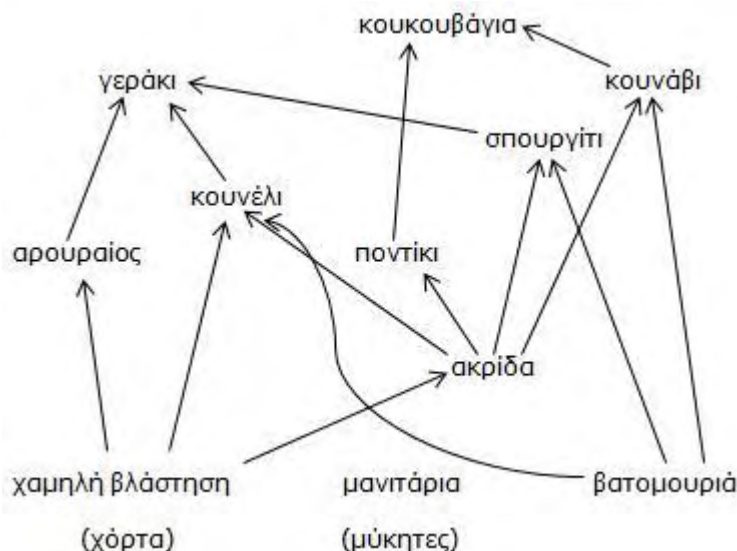 κουκουβάγια
γεράκι
κουνάβι
σπουργίτι
κουνέλι
αρουραίος
ποντίκι
ακρίδα
χαμηλή βλάστηση
μανιτάρια
βατομουριά
(χόρτα)
(μύκητες)